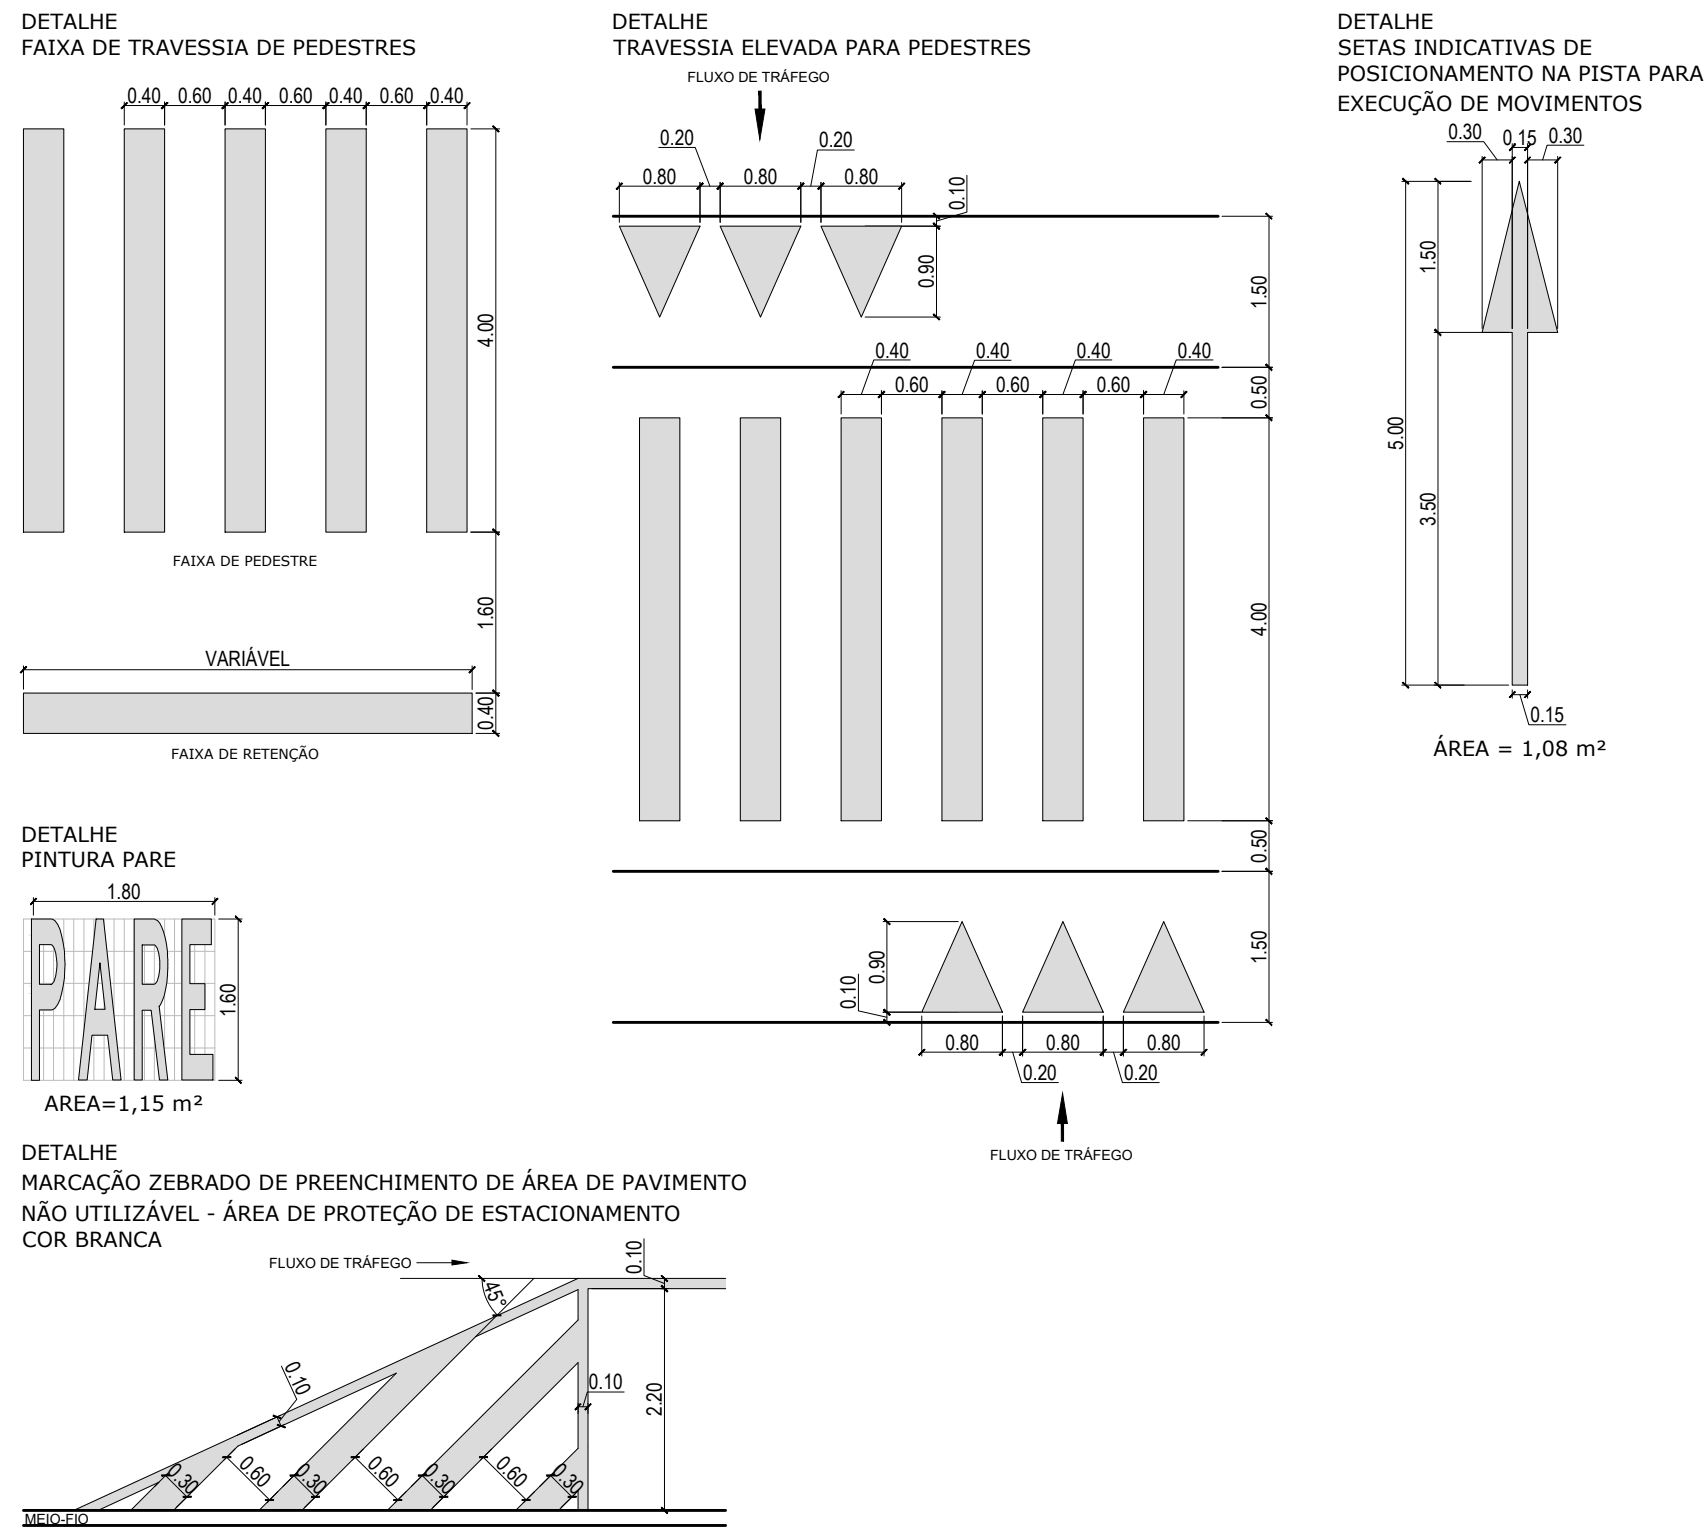 DETALHE
FAIXA DE TRAVESSIA DE PEDESTRES
0.40 0.60 0.40 0.60 0.40 0.60 0.40
4.00
FAIXA DE PEDESTRE
1.60
VARIÁVEL
0.40
FAIXA DE RETENÇÃO
DETALHE
TRAVESSIA ELEVADA PARA PEDESTRES
FLUXO DE TRÁFEGO
0.20 0.20
0.80 0.80 0.80
0.10
0.90
1.50
0.40 0.40 0.40 0.40
0.60 0.60 0.60
0.50
4.00
0.50
0.90
0.10
1.50
0.80 0.80 0.80
0.20 0.20
FLUXO DE TRÁFEGO
DETALHE
SETAS INDICATIVAS DE
POSICIONAMENTO NA PISTA PARA
EXECUÇÃO DE MOVIMENTOS
0.30 0.15 0.30
1.50
5.00
3.50
0.15
ÁREA = 1,08 m²
DETALHE
PINTURA PARE
1.80
PARE
1.60
AREA=1,15 m²
DETALHE
MARCAÇÃO ZEBRADO DE PREENCHIMENTO DE ÁREA DE PAVIMENTO
NÃO UTILIZÁVEL - ÁREA DE PROTEÇÃO DE ESTACIONAMENTO
COR BRANCA
FLUXO DE TRÁFEGO
0.10
45°
0.10
0.10
2.20
0.30 0.60 0.30 0.60 0.30 0.60 0.30
MEIO-FIO